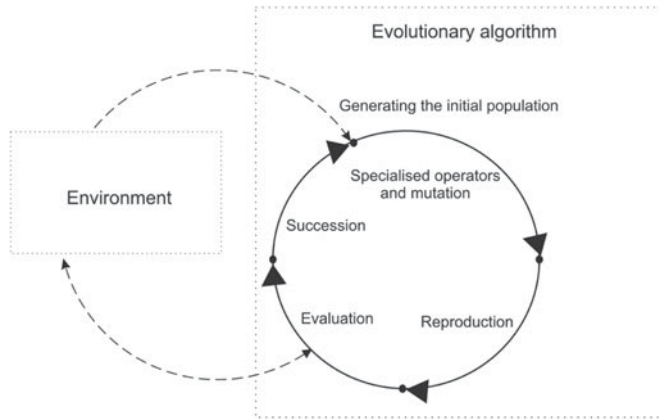 Evolutionary algorithm
Generating the initial population
Specialised operators
and mutation
Environment
Succession
Evaluation
Reproduction